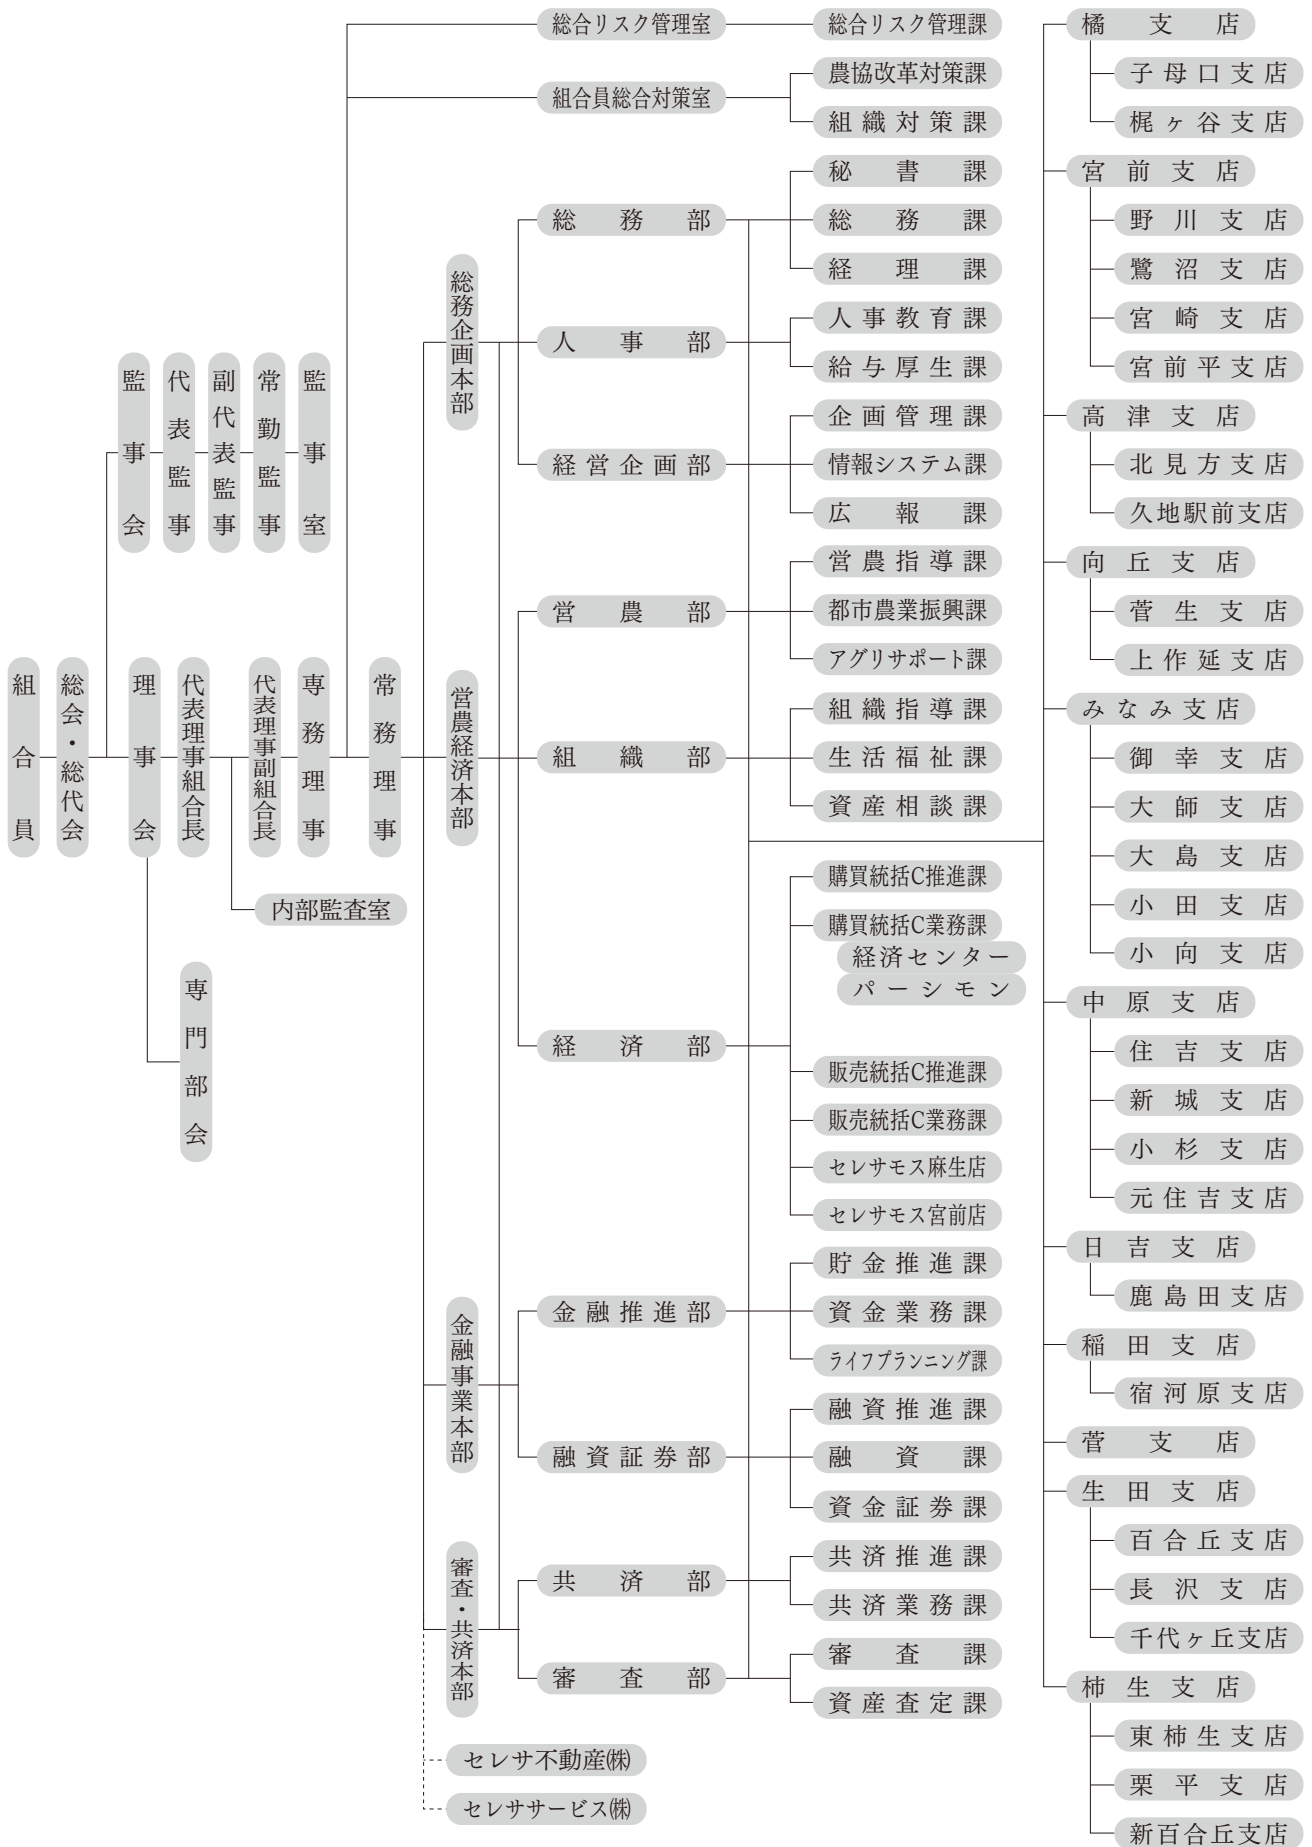 組合員
総会・総代会
監事会
代表監事
副代表監事
常勤監事
監事室
理事会
専門部会
代表理事組合長
内部監査室
代表理事副組合長
専務理事
常務理事
総合リスク管理室
総合リスク管理課
組合員総合対策室
農協改革対策課
組織対策課
総務企画本部
総務部
秘書課
総務課
経理課
人事部
人事教育課
給与厚生課
経営企画部
企画管理課
情報システム課
広報課
営農経済本部
営農部
営農指導課
都市農業振興課
アグリサポート課
組織部
組織指導課
生活福祉課
資産相談課
経済部
購買統括C推進課
購買統括C業務課
経済センター
パーシモン
販売統括C推進課
販売統括C業務課
セレサモス麻生店
セレサモス宮前店
金融事業本部
金融推進部
貯金推進課
資金業務課
ライフプランニング課
融資証券部
融資推進課
融資課
資金証券課
審査・共済本部
共済部
共済推進課
共済業務課
審査部
審査課
資産査定課
セレサ不動産㈱
セレササービス㈱
橘支店
子母口支店
梶ヶ谷支店
宮前支店
野川支店
鷺沼支店
宮崎支店
宮前平支店
高津支店
北見方支店
久地駅前支店
向丘支店
菅生支店
上作延支店
みなみ支店
御幸支店
大師支店
大島支店
小田支店
小向支店
中原支店
住吉支店
新城支店
小杉支店
元住吉支店
日吉支店
鹿島田支店
稲田支店
宿河原支店
菅支店
生田支店
百合丘支店
長沢支店
千代ヶ丘支店
柿生支店
東柿生支店
栗平支店
新百合丘支店